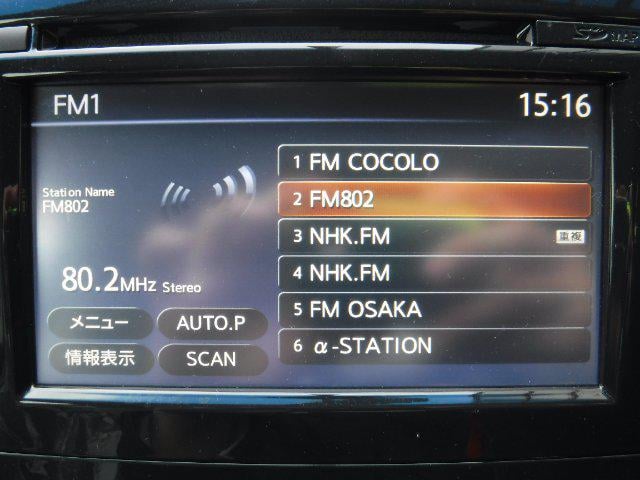 SD MAP
FM1
15:16
Station Name
FM802
80.2MHz Stereo
メニュー
AUTO.P
情報表示
SCAN
1 FM COCOLO
2 FM802
3 NHK.FM 重複
4 NHK.FM
5 FM OSAKA
6 α-STATION